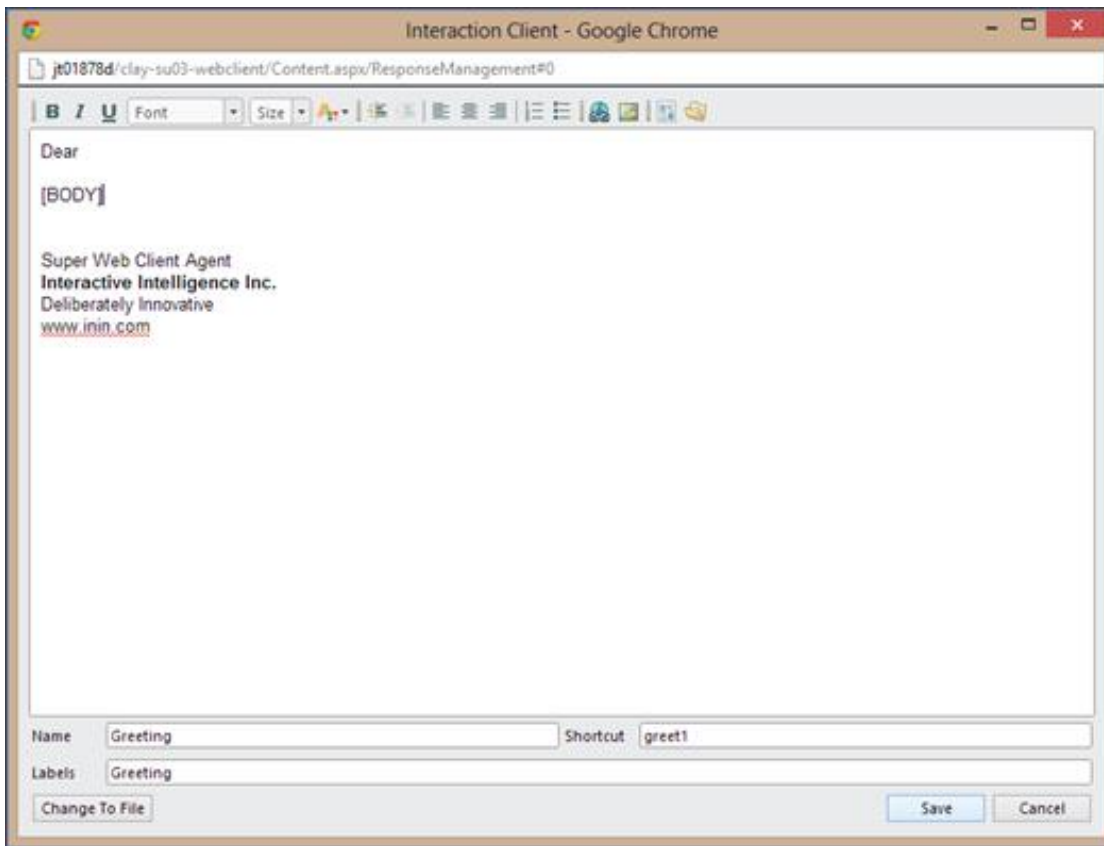 Interaction Client - Google Chrome
jt01878d/clay-su03-webclient/Content.aspx/ResponseManagement#0
B I U Font Size
Dear
[BODY]
Super Web Client Agent
Interactive Intelligence Inc.
Deliberately Innovative
www.inin.com
Name Greeting Shortcut greet1
Labels Greeting
Change To File Save Cancel